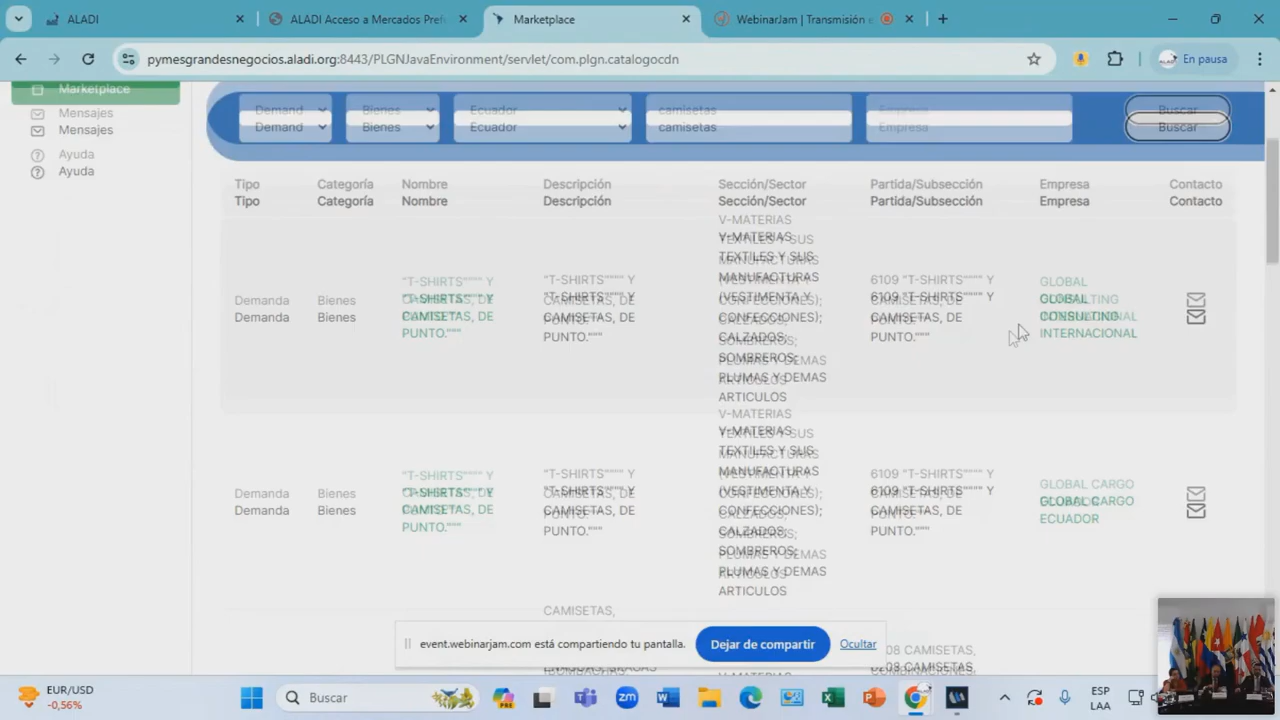 ALADI
ALADI Acceso a Mercados Pref
Marketplace
WebinarJam | Transmisión e
pymesgrandesnegocios.aladi.org:8443/PLGNJavaEnvironment/servlet/com.plgn.catalogocdn
En pausa
Marketplace
Mensajes
Ayuda
Demand
Bienes
Ecuador
camisetas
Empresa
Buscar
Tipo
Categoría
Nombre
Descripción
Sección/Sector
Partida/Subsección
Empresa
Contacto
Demanda
Bienes
"T-SHIRTS"""" Y
CAMISETAS, DE
PUNTO."""
"T-SHIRTS"""" Y
CAMISETAS, DE
PUNTO."""
V-MATERIAS
TEXTILES Y SUS
MANUFACTURAS
(VESTIMENTA Y
CONFECCIONES);
CALZADOS;
SOMBREROS;
PLUMAS Y DEMAS
ARTICULOS
6109 "T-SHIRTS"""" Y
CAMISETAS, DE
PUNTO."""
GLOBAL
CONSULTING
INTERNACIONAL
Demanda
Bienes
"T-SHIRTS"""" Y
CAMISETAS, DE
PUNTO."""
"T-SHIRTS"""" Y
CAMISETAS, DE
PUNTO."""
V-MATERIAS
TEXTILES Y SUS
MANUFACTURAS
(VESTIMENTA Y
CONFECCIONES);
CALZADOS;
SOMBREROS;
PLUMAS Y DEMAS
ARTICULOS
6109 "T-SHIRTS"""" Y
CAMISETAS, DE
PUNTO."""
GLOBAL CARGO
ECUADOR
CAMISETAS,
CAMISETAS,
event.webinarjam.com está compartiendo tu pantalla.
Dejar de compartir
Ocultar
EUR/USD
-0,56%
Buscar
PRE
zm
ESP
LAA